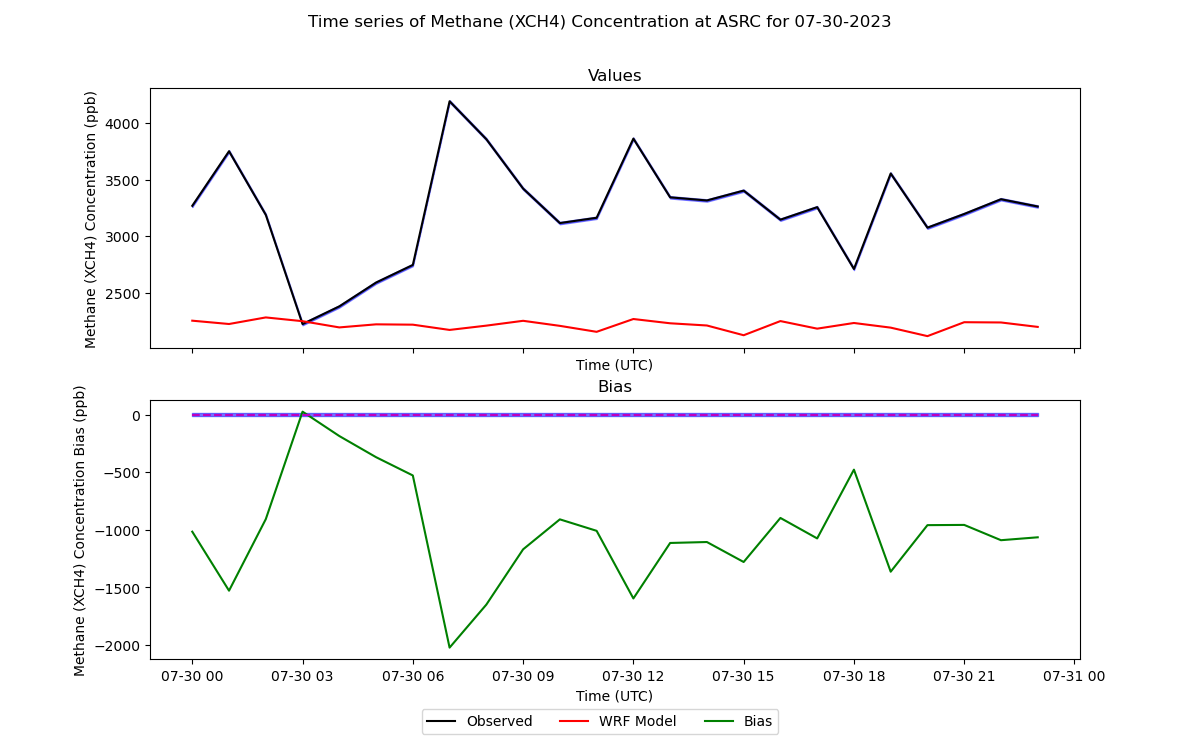 Time series of Methane (XCH4) Concentration at ASRC for 07-30-2023
Values
Methane (XCH4) Concentration (ppb)
4000
3500
3000
2500
Time (UTC)
Bias
Methane (XCH4) Concentration Bias (ppb)
0
−500
−1000
−1500
−2000
07-30 00 07-30 03 07-30 06 07-30 09 07-30 12 07-30 15 07-30 18 07-30 21 07-31 00
Time (UTC)
Observed WRF Model Bias